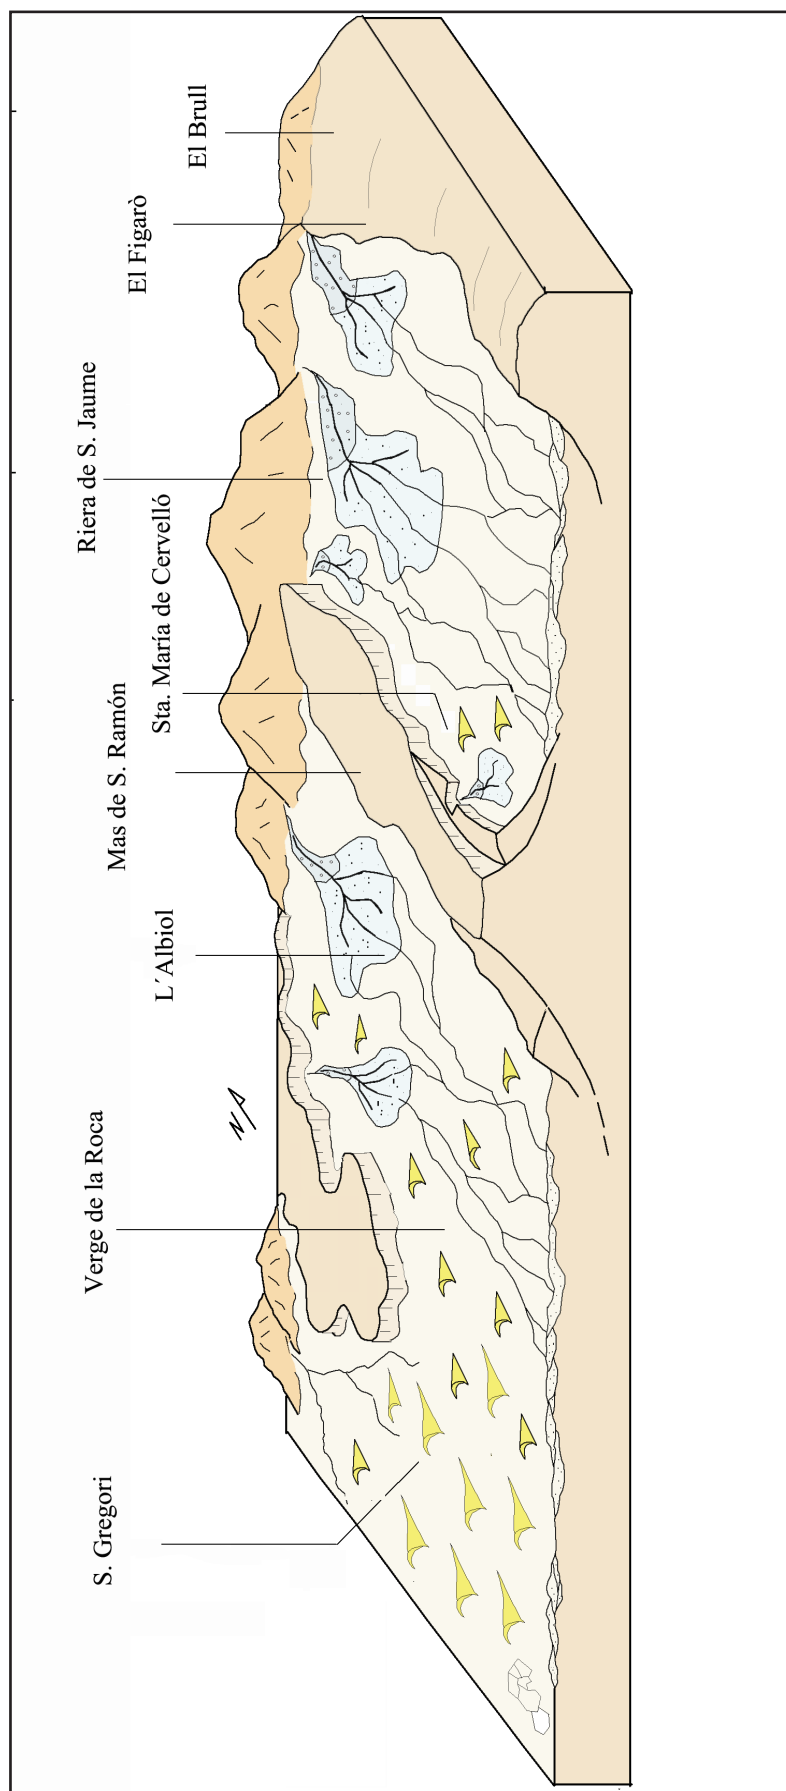 S. Gregori
Verge de la Roca
N
L´Albiol
Mas de S. Ramón
Sta. María de Cervelló
Riera de S. Jaume
El Figarò
El Brull